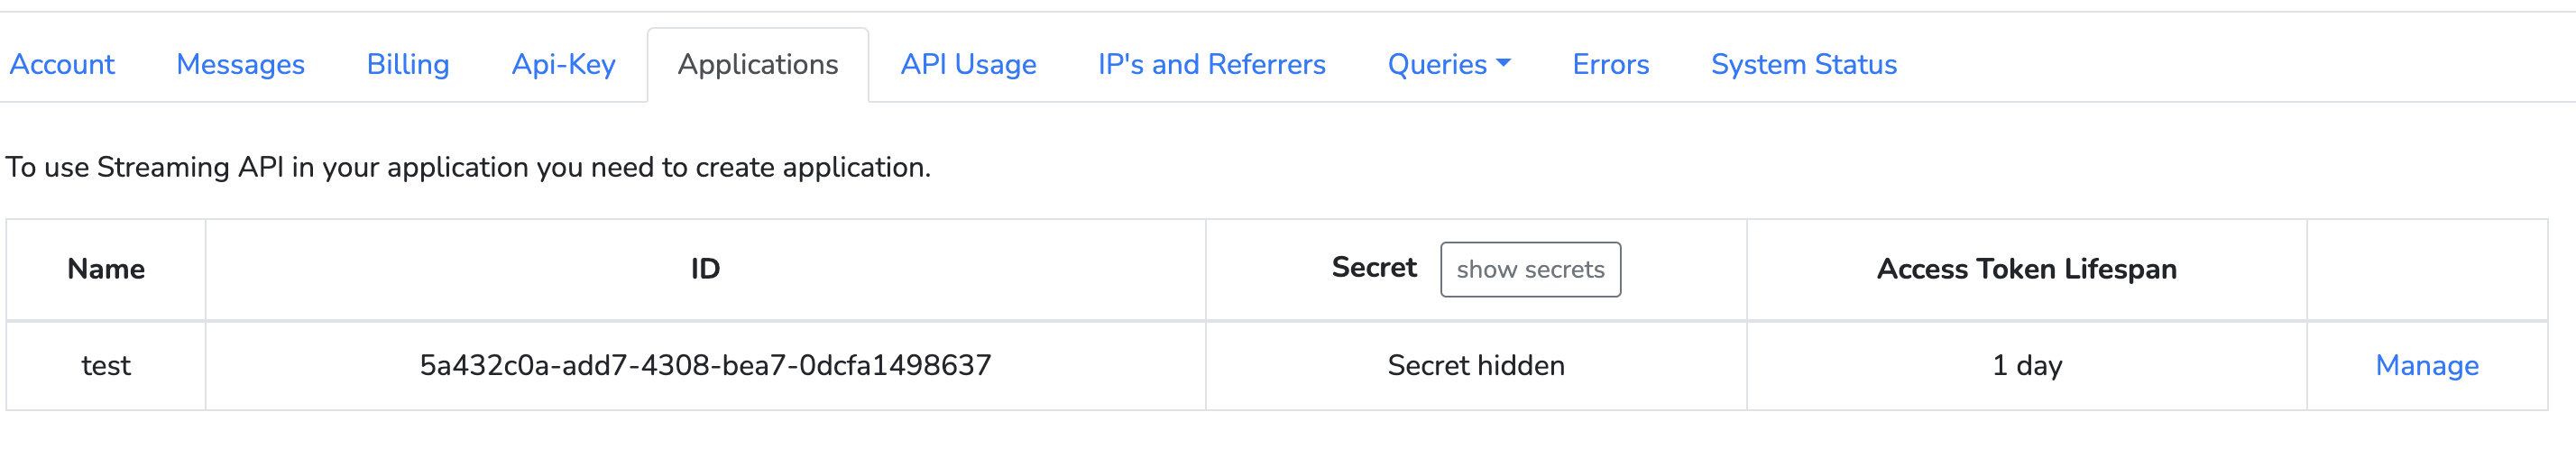 Account Messages Billing Api-Key Applications API Usage IP's and Referrers Queries Errors System Status
To use Streaming API in your application you need to create application.
Name ID Secret show secrets Access Token Lifespan
test 5a432c0a-add7-4308-bea7-0dcfa1498637 Secret hidden 1 day Manage